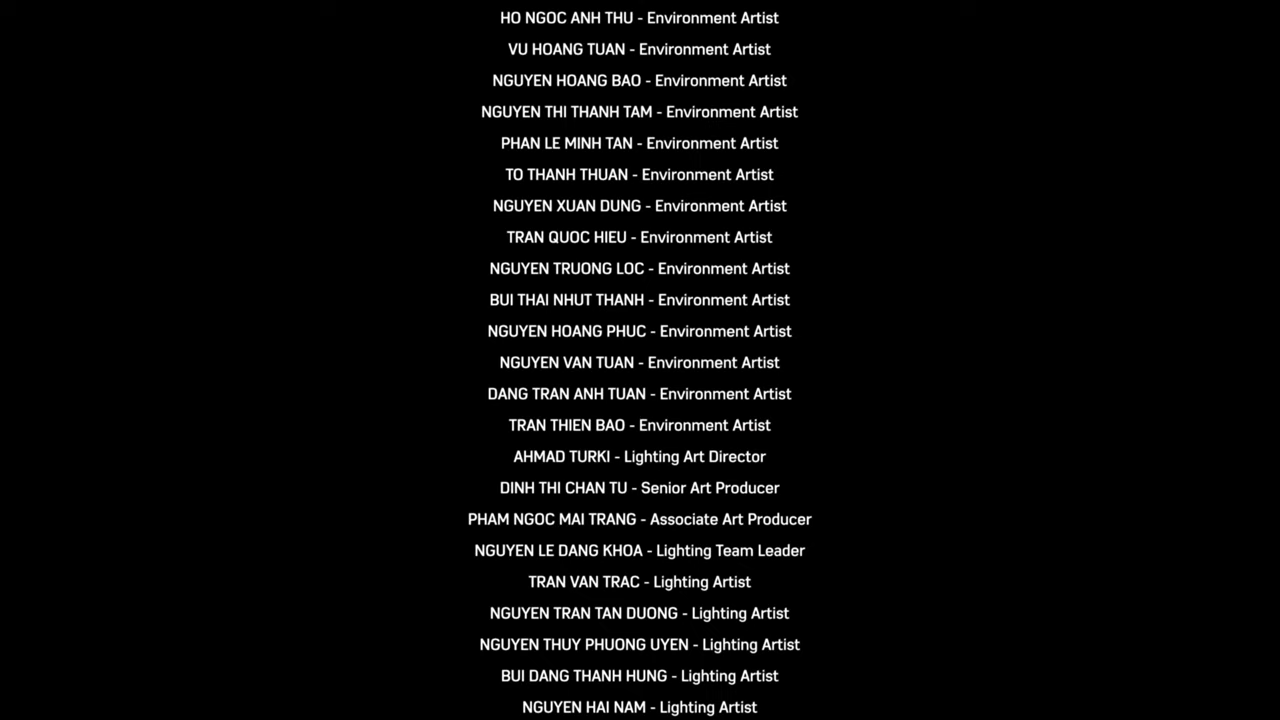 HO NGOC ANH THU - Environment Artist
VU HOANG TUAN - Environment Artist
NGUYEN HOANG BAO - Environment Artist
NGUYEN THI THANH TAM - Environment Artist
PHAN LE MINH TAN - Environment Artist
TO THANH THUAN - Environment Artist
NGUYEN XUAN DUNG - Environment Artist
TRAN QUOC HIEU - Environment Artist
NGUYEN TRUONG LOC - Environment Artist
BUI THAI NHUT THANH - Environment Artist
NGUYEN HOANG PHUC - Environment Artist
NGUYEN VAN TUAN - Environment Artist
DANG TRAN ANH TUAN - Environment Artist
TRAN THIEN BAO - Environment Artist
AHMAD TURKI - Lighting Art Director
DINH THI CHAN TU - Senior Art Producer
PHAM NGOC MAI TRANG - Associate Art Producer
NGUYEN LE DANG KHOA - Lighting Team Leader
TRAN VAN TRAC - Lighting Artist
NGUYEN TRAN TAN DUONG - Lighting Artist
NGUYEN THUY PHUONG UYEN - Lighting Artist
BUI DANG THANH HUNG - Lighting Artist
NGUYEN HAI NAM - Lighting Artist